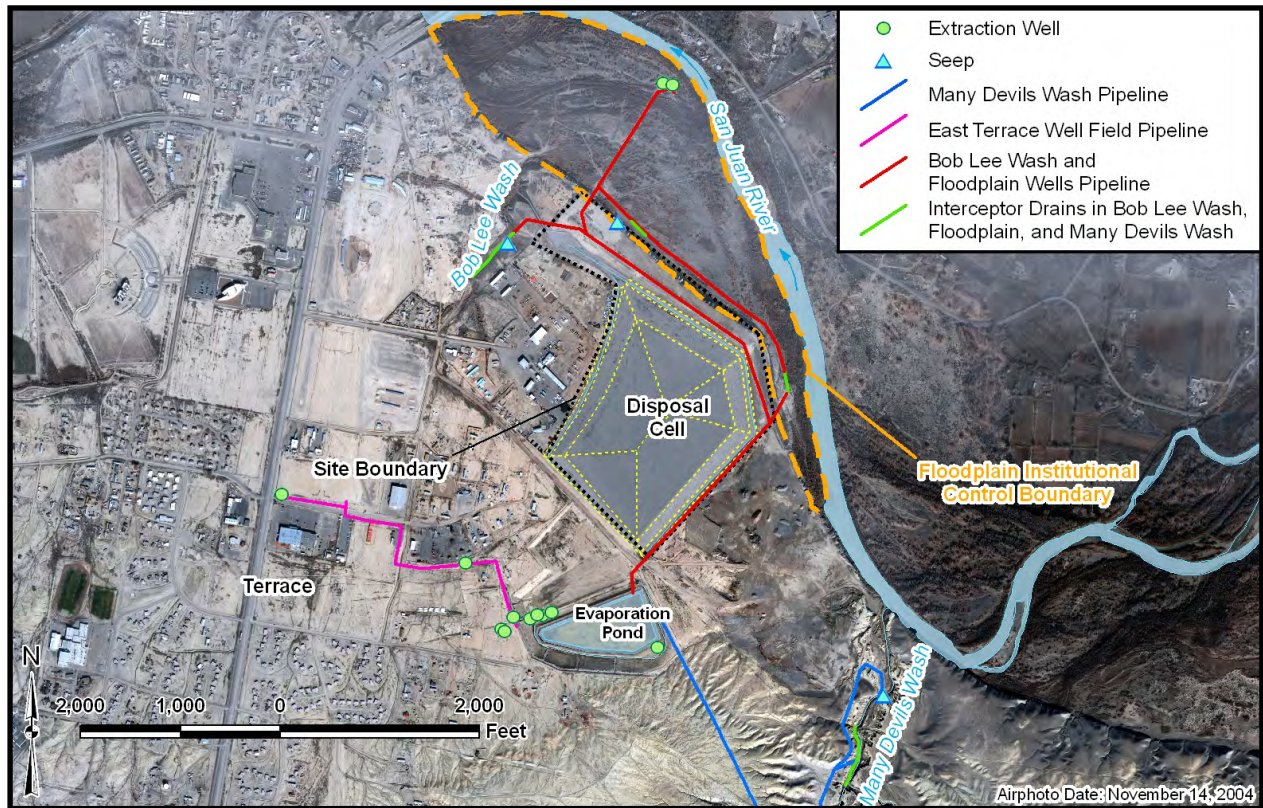 Extraction Well
Seep
Many Devils Wash Pipeline
East Terrace Well Field Pipeline
Bob Lee Wash and
Floodplain Wells Pipeline
Interceptor Drains in Bob Lee Wash,
Floodplain, and Many Devils Wash
San Juan River
Bob Lee Wash
Disposal
Cell
Site Boundary
Floodplain Institutional
Control Boundary
Terrace
Evaporation
Pond
Many Devils Wash
N
2,000 1,000 0 2,000
Feet
Airphoto Date: November 14, 2004